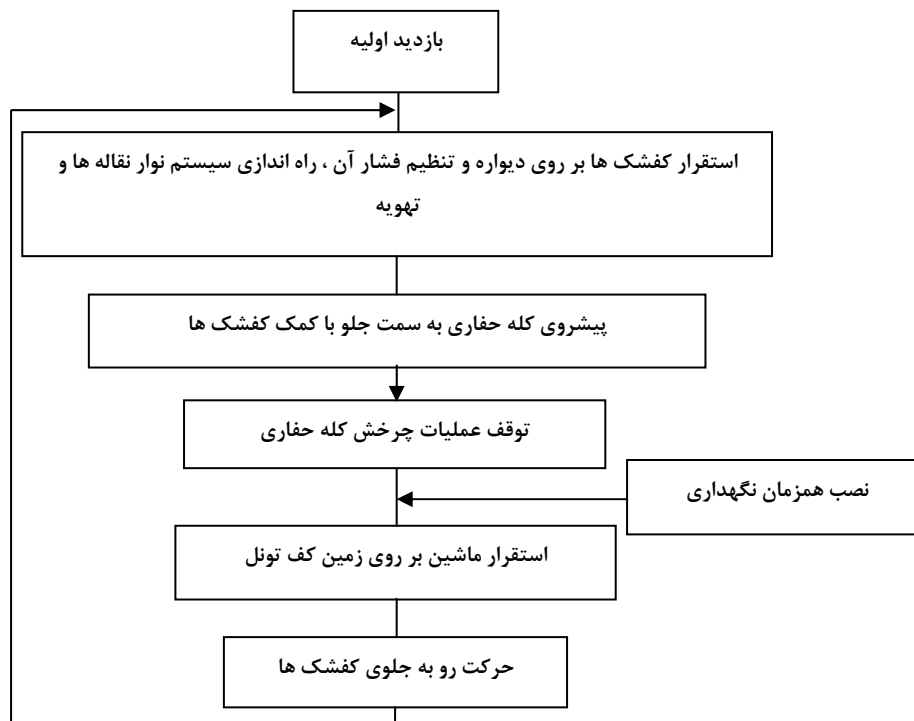 بازدید اولیه
استقرار کفشک ها بر روی دیواره و تنظیم فشار آن ، راه اندازی سیستم نوار نقاله ها و
تهویه
پیشروی کله حفاری به سمت جلو با کمک کفشک ها
توقف عملیات چرخش کله حفاری
نصب همزمان نگهداری
استقرار ماشین بر روی زمین کف تونل
حرکت رو به جلوی کفشک ها